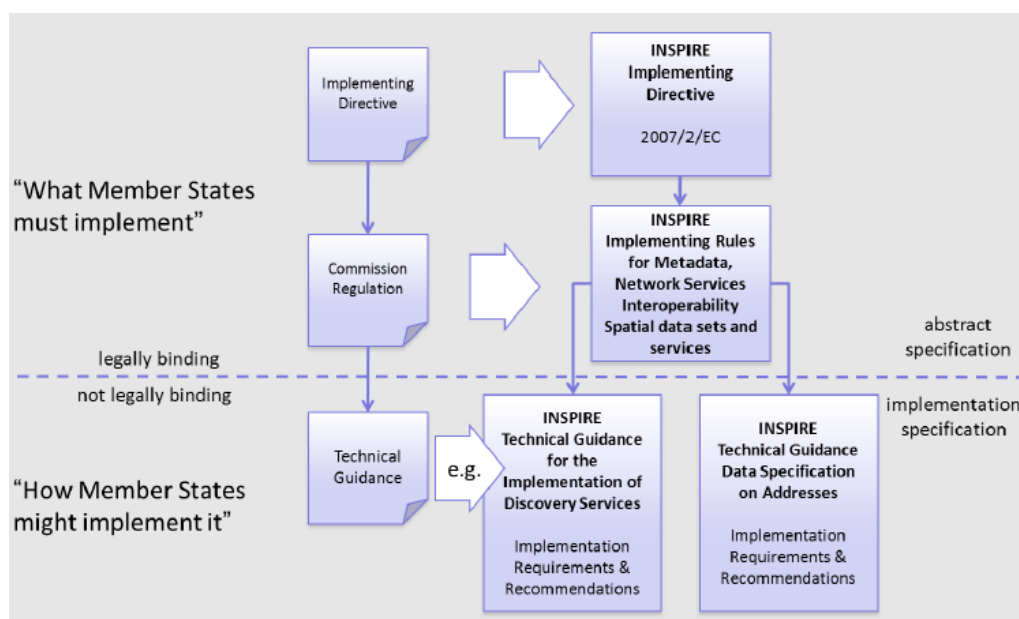 Implementing
Directive
INSPIRE
Implementing
Directive
2007/2/EC
“What Member States
must implement”
Commission
Regulation
INSPIRE
Implementing Rules
for Metadata,
Network Services
Interoperability
Spatial data sets and
services
abstract
specification
legally binding
not legally binding
implementation
specification
“How Member States
might implement it”
Technical
Guidance
e.g.
INSPIRE
Technical Guidance
for the
Implementation of
Discovery Services
Implementation
Requirements &
Recommendations
INSPIRE
Technical Guidance
Data Specification
on Addresses
Implementation
Requirements &
Recommendations